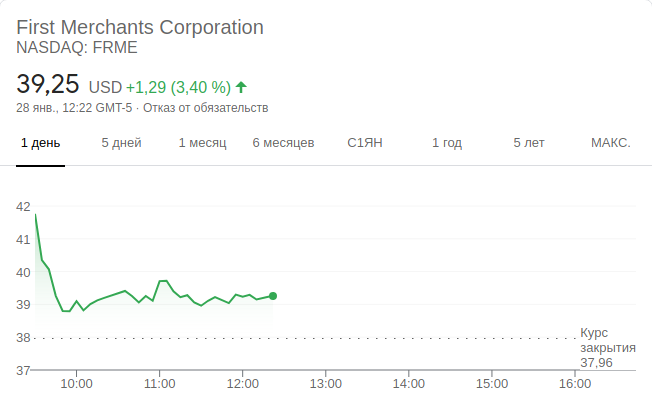 First Merchants Corporation
NASDAQ: FRME
39,25 USD +1,29 (3,40 %)
28 янв., 12:22 GMT-5 · Отказ от обязательств
1 день 5 дней 1 месяц 6 месяцев С1ЯН 1 год 5 лет МАКС.
42
41
40
39
38
Курс
закрытия
37,96
37
10:00 11:00 12:00 13:00 14:00 15:00 16:00